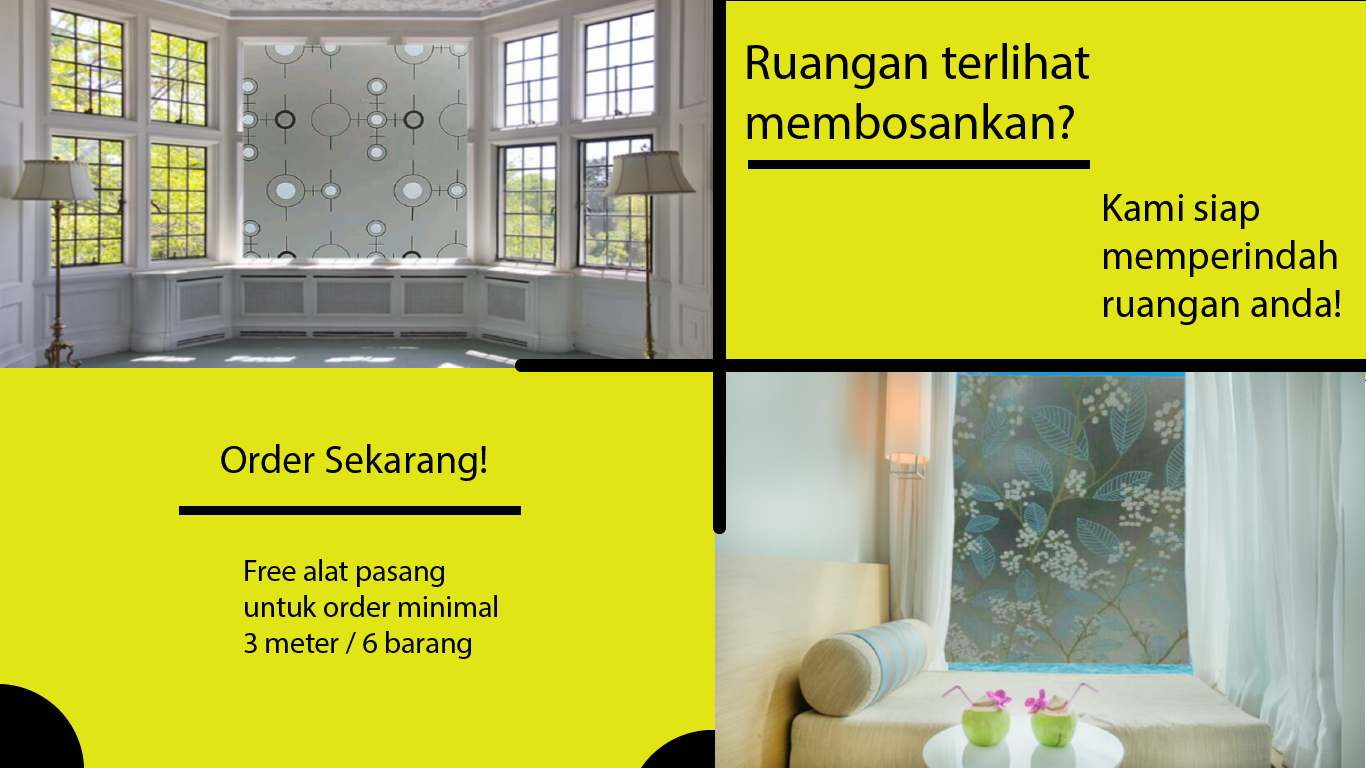 Ruangan terlihat
membosankan?
Kami siap
memperindah
ruangan anda!
Order Sekarang!
Free alat pasang
untuk order minimal
3 meter / 6 barang